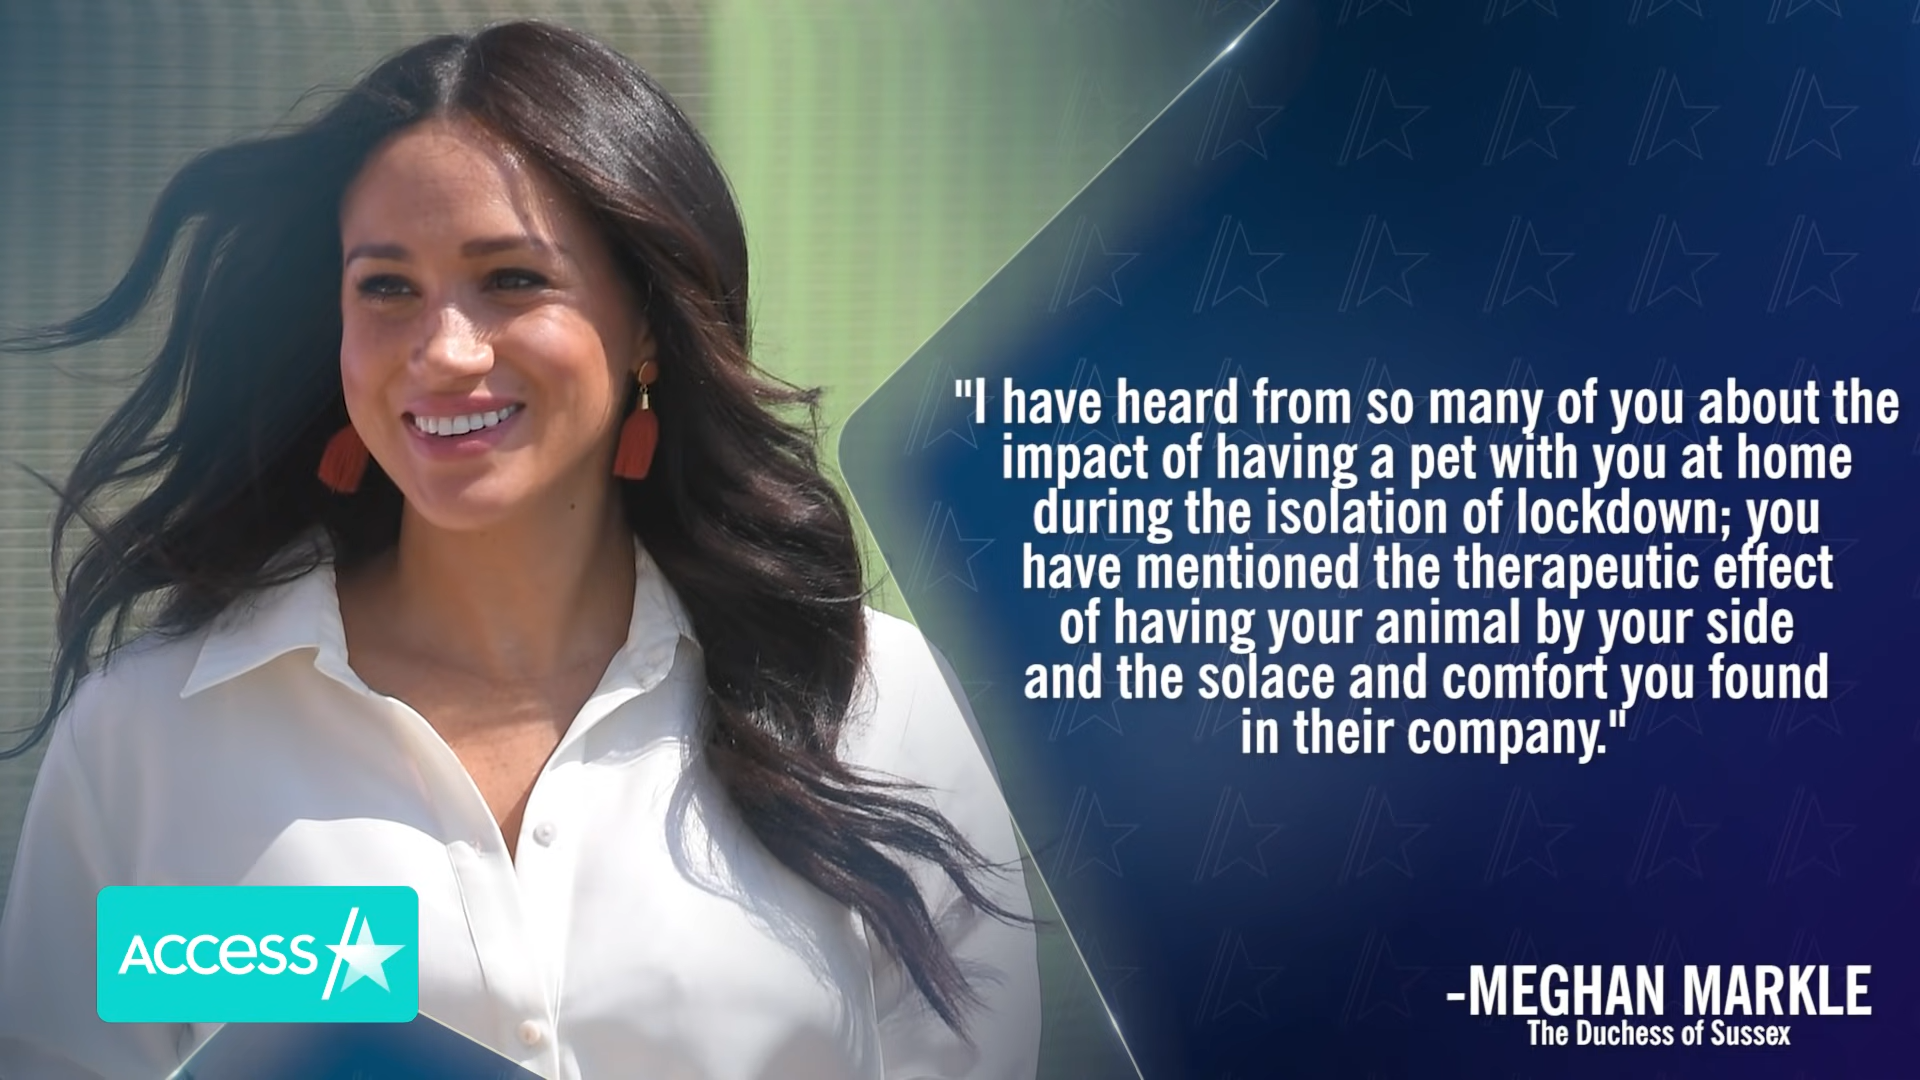 "I have heard from so many of you about the
impact of having a pet with you at home
during the isolation of lockdown; you
have mentioned the therapeutic effect
of having your animal by your side
and the solace and comfort you found
in their company."
ACCESS
-MEGHAN MARKLE
The Duchess of Sussex